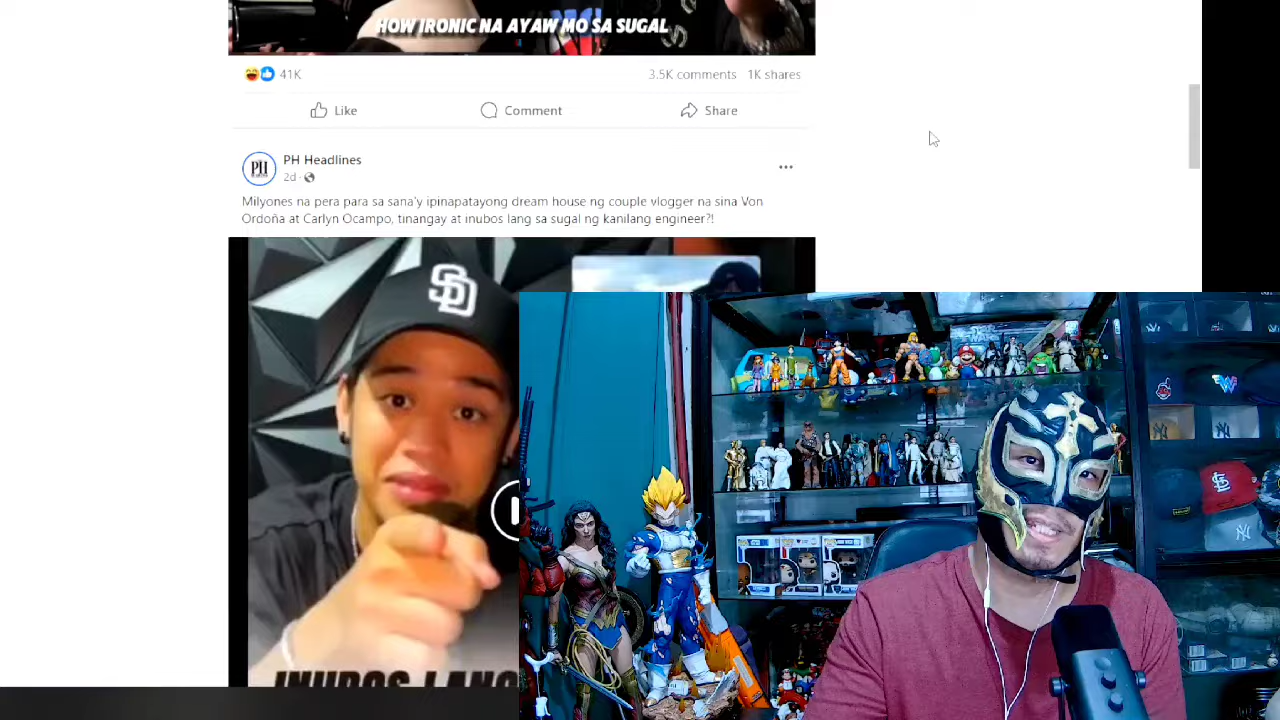 HOW IRONIC NA AYAW MO SA SUGAL
41K
3.5K comments 1K shares
Like Comment Share
PH Headlines
2d ·
PH
Milyones na pera para sa sana'y ipinapatayong dream house ng couple vlogger na sina Von
Ordoña at Carlyn Ocampo, tinangay at inubos lang sa sugal ng kanilang engineer?!
SD
INUBOS LANG